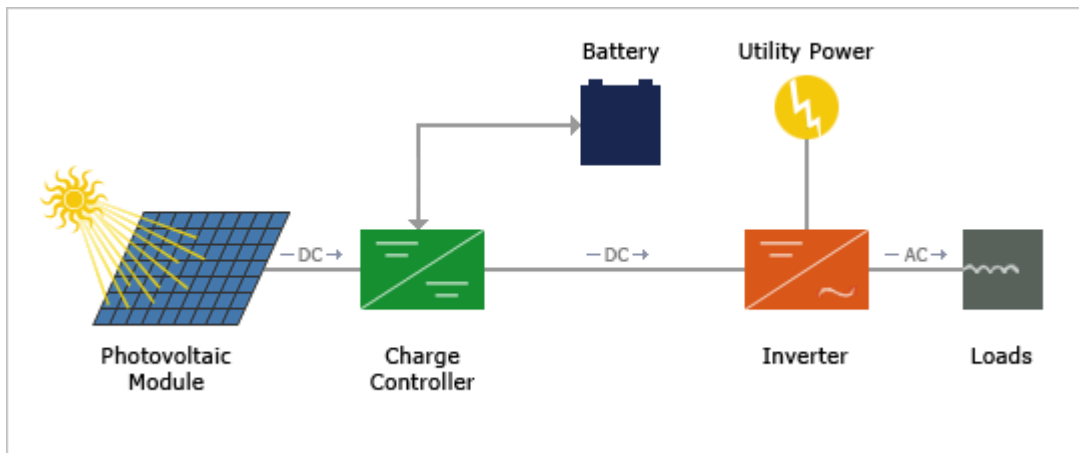 Battery
Utility Power
DC
DC
AC
Photovoltaic
Module
Charge
Controller
Inverter
Loads